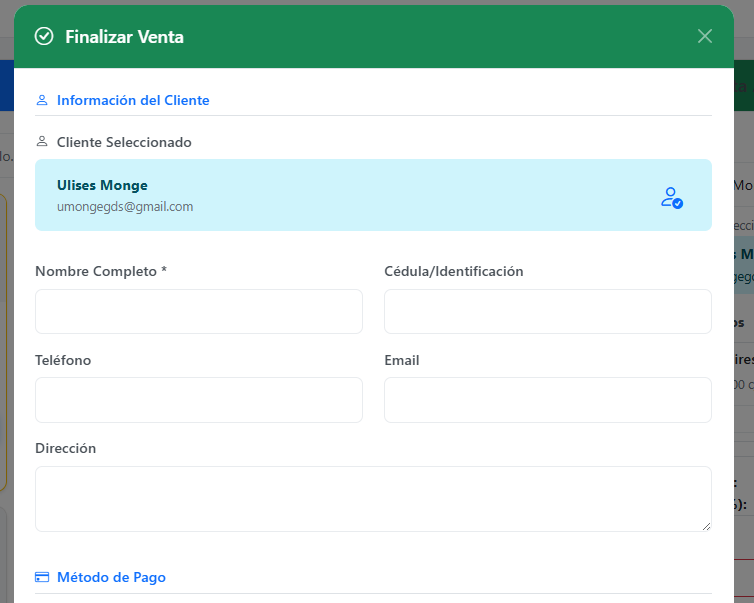 Finalizar Venta
Información del Cliente
Cliente Seleccionado
Ulises Monge
umongegds@gmail.com
Nombre Completo *
Cédula/Identificación
Teléfono
Email
Dirección
Método de Pago